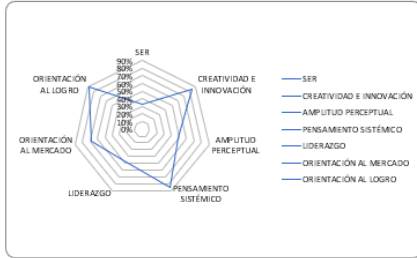 SER
90%
80%
70%
60%
50%
40%
30%
20%
10%
0%
CREATIVIDAD E
INNOVACIÓN
AMPLITUD
PERCEPTUAL
PENSAMIENTO
SISTÉMICO
LIDERAZGO
ORIENTACIÓN
AL MERCADO
ORIENTACIÓN
AL LOGRO
SER
CREATIVIDAD E INNOVACIÓN
AMPLITUD PERCEPTUAL
PENSAMIENTO SISTÉMICO
LIDERAZGO
ORIENTACIÓN AL MERCADO
ORIENTACIÓN AL LOGRO